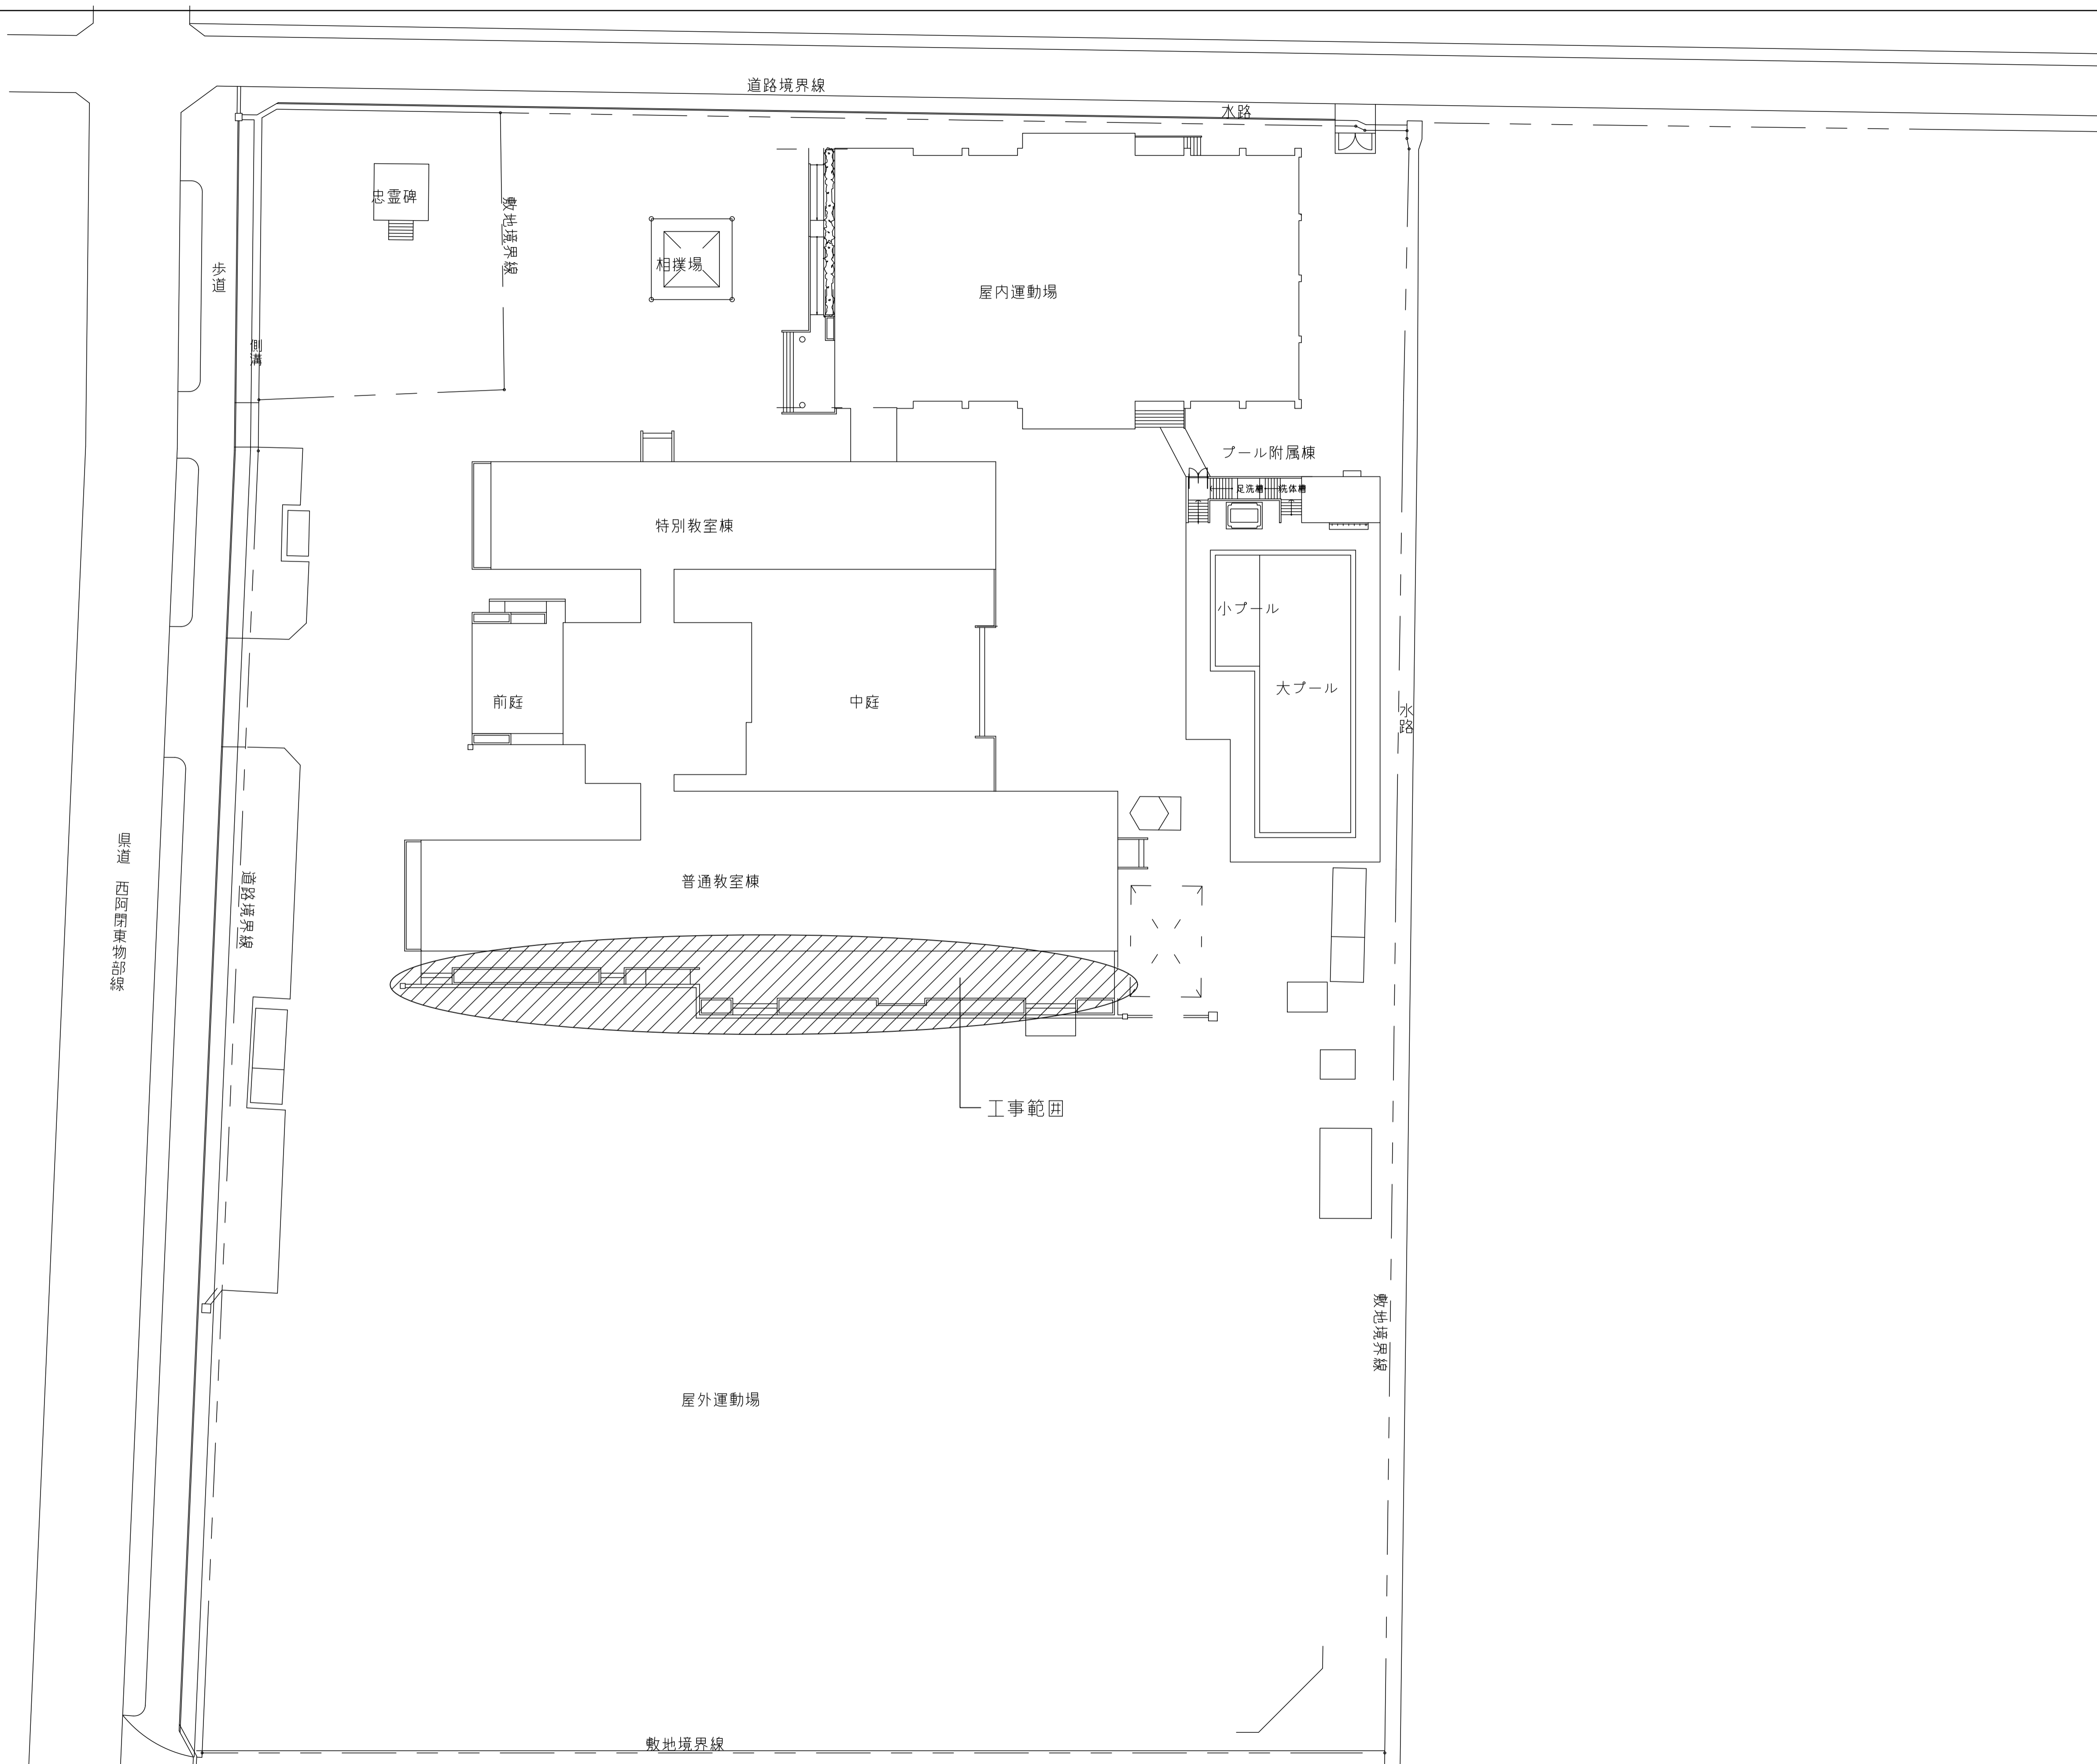 道路境界線
水路
忠霊碑
敷地境界線
歩道
相撲場
屋内運動場
側溝
プール附属棟
足洗槽
洗体槽
特別教室棟
小プール
前庭
中庭
大プール
水路
県道 西阿閉東物部線
道路境界線
普通教室棟
工事範囲
敷地境界線
屋外運動場
敷地境界線